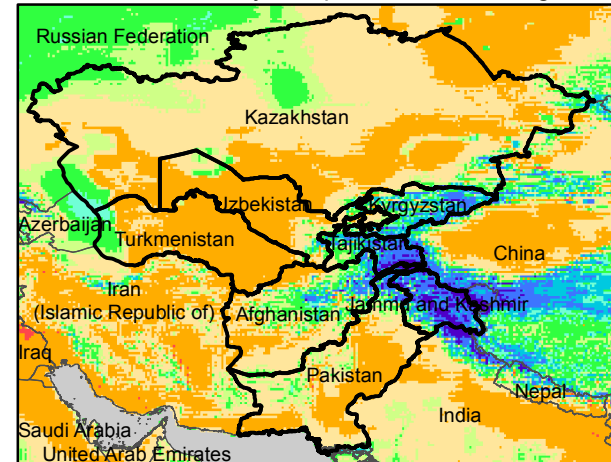 Russian Federation
Kazakhstan
Uzbekistan
Kyrgyzstan
Azerbaijan
Turkmenistan
Tajikistan
China
Iran
(Islamic Republic of)
Afghanistan
Jammu and Kashmir
Iraq
Pakistan
Nepal
India
Saudi Arabia
United Arab Emirates